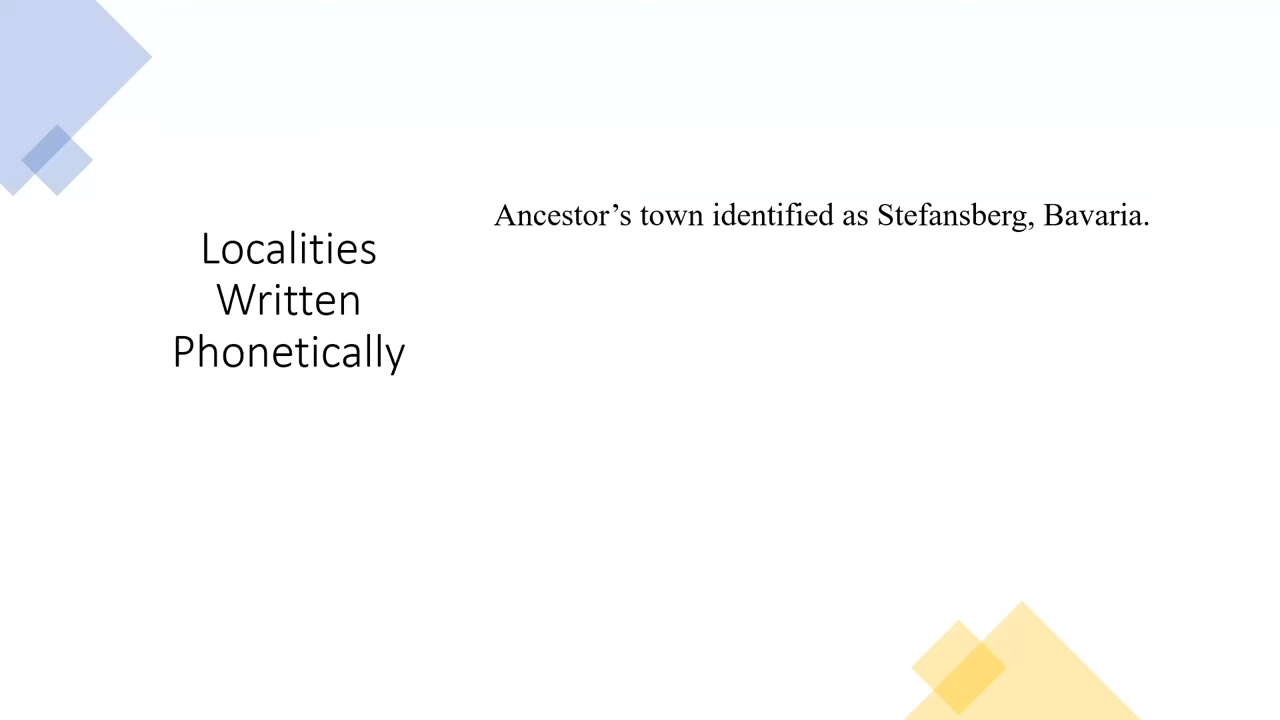 Localities
Written
Phonetically
Ancestor’s town identified as Stefansberg, Bavaria.